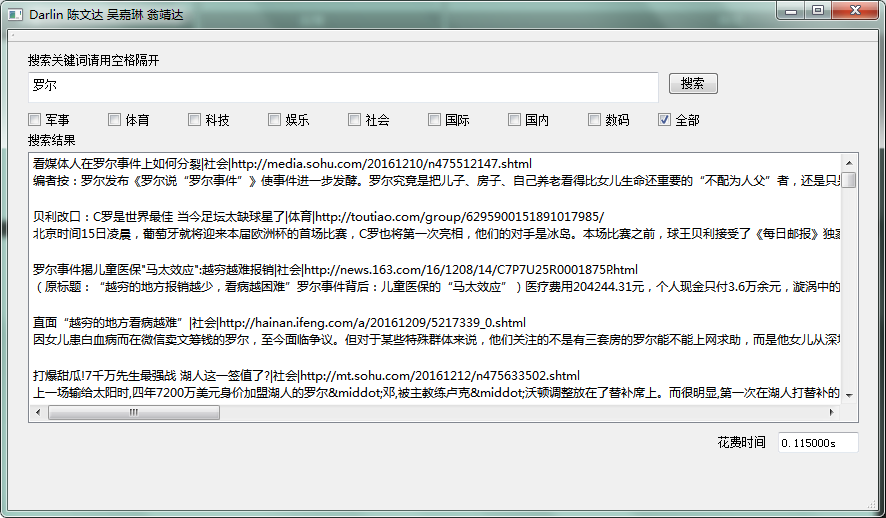 Darlin 陈文达 吴嘉琳 翁靖达
搜索关键词请用空格隔开
罗尔
搜索
军事 体育 科技 娱乐 社会 国际 国内 数码 全部
搜索结果
看媒体人在罗尔事件上如何分裂|社会|http://media.sohu.com/20161210/n475512147.shtml
编者按：罗尔发布《罗尔说“罗尔事件”》使事件进一步发酵。罗尔究竟是把儿子、房子、自己养老看得比女儿生命还重要的“不配为人父”者，还是只是
贝利改口：C罗是世界最佳 当今足坛太缺球星了|体育|http://toutiao.com/group/6295900151891017985/
北京时间15日凌晨，葡萄牙就将迎来本届欧洲杯的首场比赛，C罗也将第一次亮相，他们的对手是冰岛。本场比赛之前，球王贝利接受了《每日邮报》独家
罗尔事件揭儿童医保"马太效应":越穷越难报销|社会|http://news.163.com/16/1208/14/C7P7U25R0001875P.html
（原标题：“越穷的地方报销越少，看病越困难”罗尔事件背后：儿童医保的“马太效应”）医疗费用204244.31元，个人现金只付3.6万余元，漩涡中的
直面“越穷的地方看病越难”|社会|http://hainan.ifeng.com/a/20161209/5217339_0.shtml
因女儿患白血病而在微信卖文筹钱的罗尔，至今面临争议。但对于某些特殊群体来说，他们关注的不是有三套房的罗尔能不能上网求助，而是他女儿从深圳
打爆甜瓜!7千万先生最强战 湖人这一签值了?|社会|http://mt.sohu.com/20161212/n475633502.shtml
上一场输给太阳时,四年7200万美元身价加盟湖人的罗尔&middot;邓,被主教练卢克&middot;沃顿调整放在了替补席上。而很明显,第一次在湖人打替补的
花费时间 0.115000s